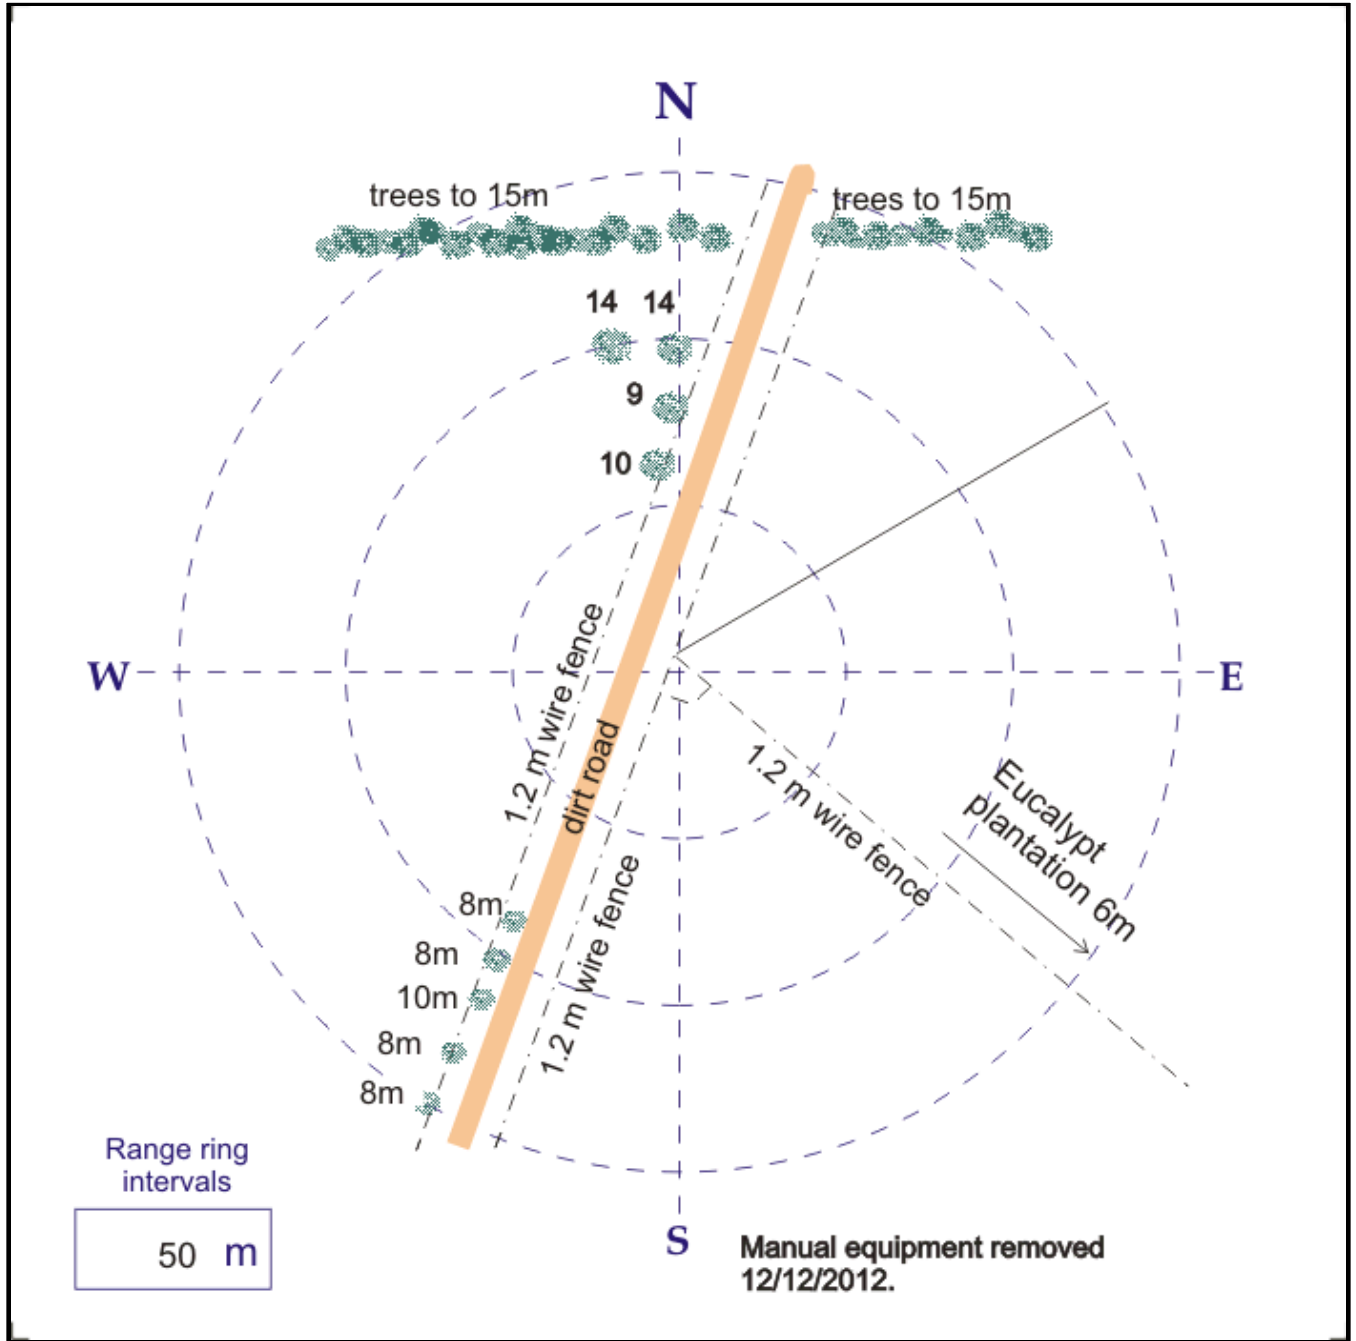 N
trees to 15m
trees to 15m
14 14
9
10
1.2 m wire fence
W
E
dirt road
1.2 m wire fence
Eucalypt
plantation 6m
8m
8m
10m
8m
8m
1.2 m wire fence
Range ring
intervals
50 m
S
Manual equipment removed
12/12/2012.